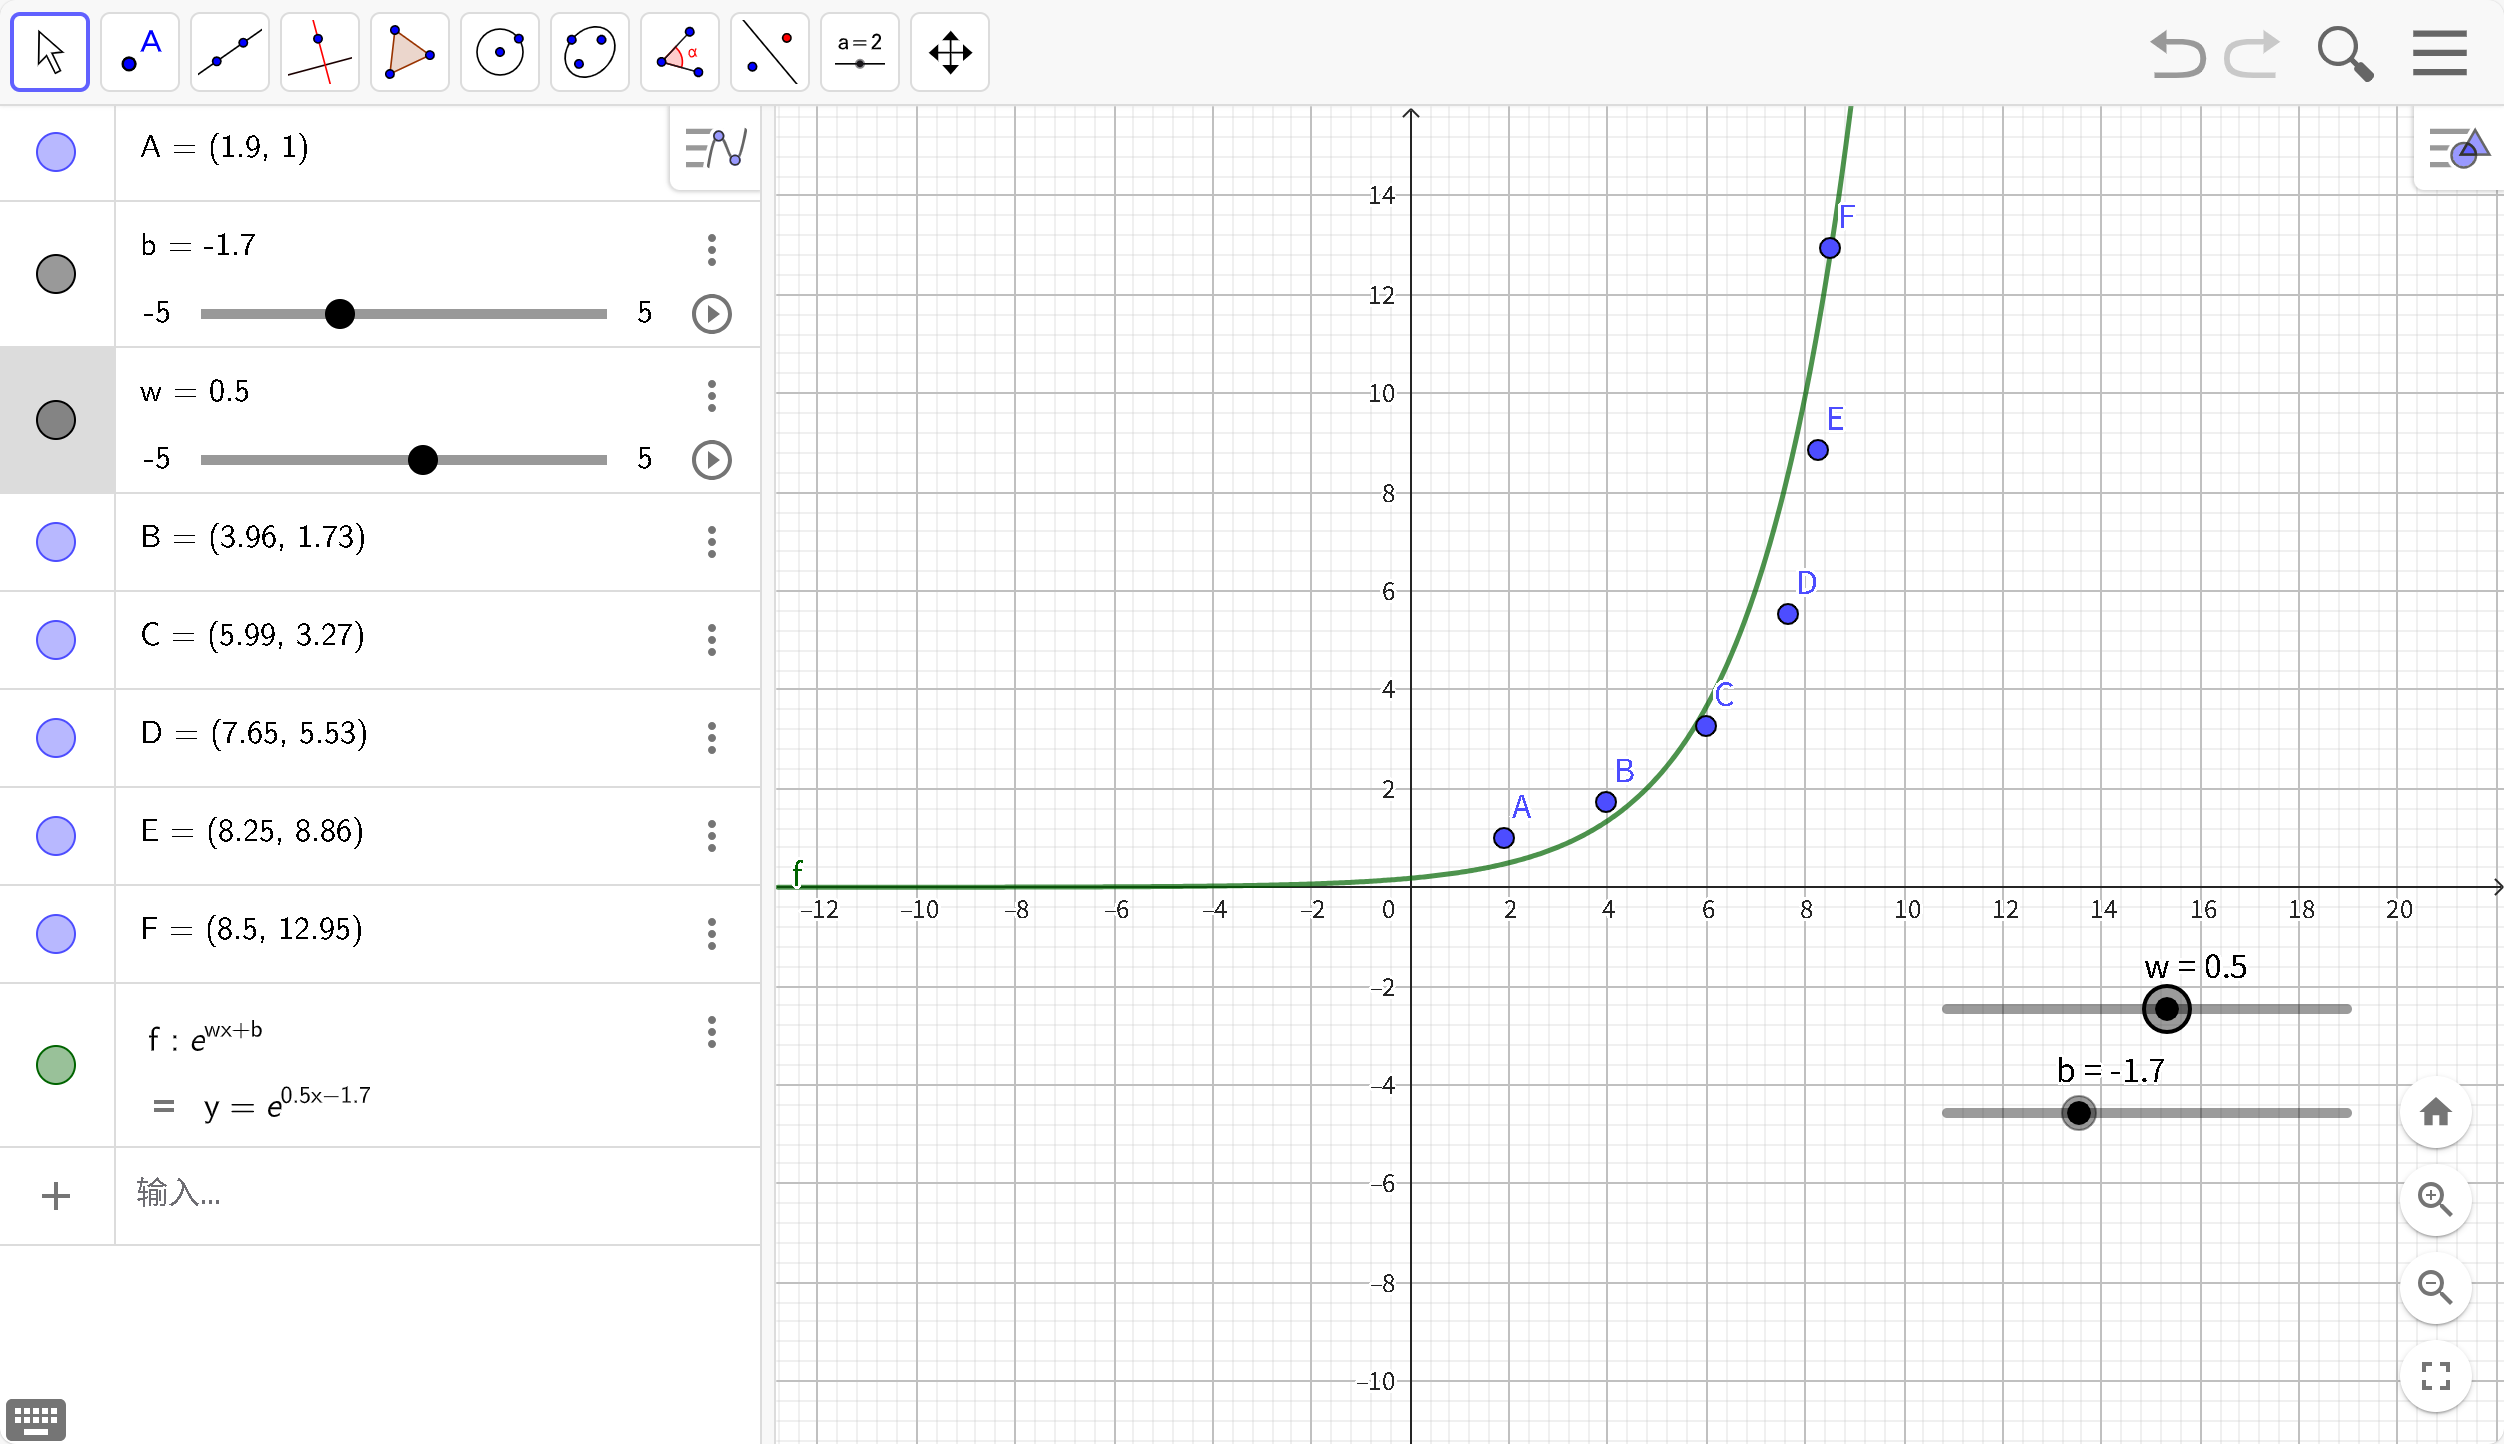 A
α
a = 2
A = (1.9, 1)
b = -1.7
-5
5
w = 0.5
-5
5
B = (3.96, 1.73)
C = (5.99, 3.27)
D = (7.65, 5.53)
E = (8.25, 8.86)
F = (8.5, 12.95)
f : e^{wx+b}
= y = e^{0.5x−1.7}
+ 输入...
14
F
12
10
E
8
6
D
4
C
2
B
A
f
–12 –10 –8 –6 –4 –2 0 2 4 6 8 10 12 14 16 18 20
w = 0.5
–2
b = -1.7
–4
–6
–8
–10